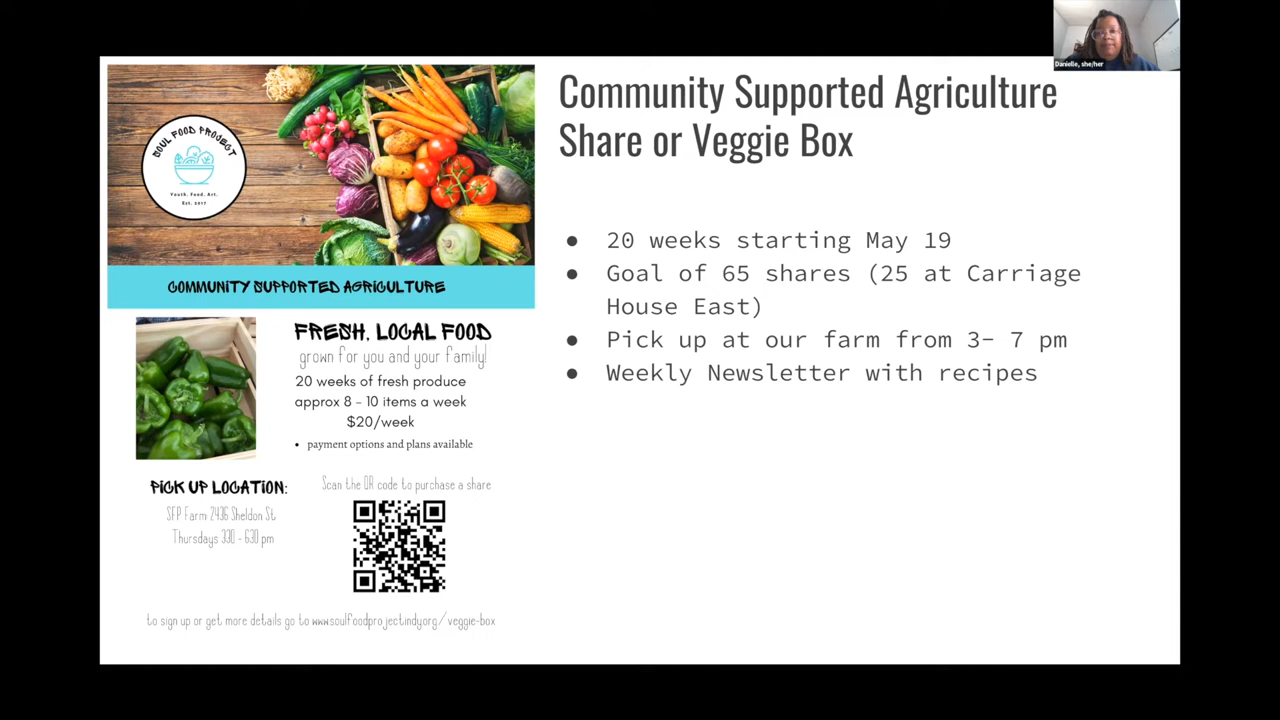 Danielle, she/her
SOUL FOOD PROJECT
Youth. Food. Art.
Est. 2017
COMMUNITY SUPPORTED AGRICULTURE
FRESH, LOCAL FOOD
grown for you and your family!
20 weeks of fresh produce
approx 8 - 10 items a week
$20/week
• payment options and plans available
PICK UP LOCATION:
SFP Farm: 2436 Sheldon St.
Thursdays 3:30 - 6:30 pm
Scan the QR code to purchase a share
to sign up or get more details go to www.soulfoodprojectindy.org/veggie-box
Community Supported Agriculture
Share or Veggie Box
● 20 weeks starting May 19
● Goal of 65 shares (25 at Carriage
House East)
● Pick up at our farm from 3- 7 pm
● Weekly Newsletter with recipes